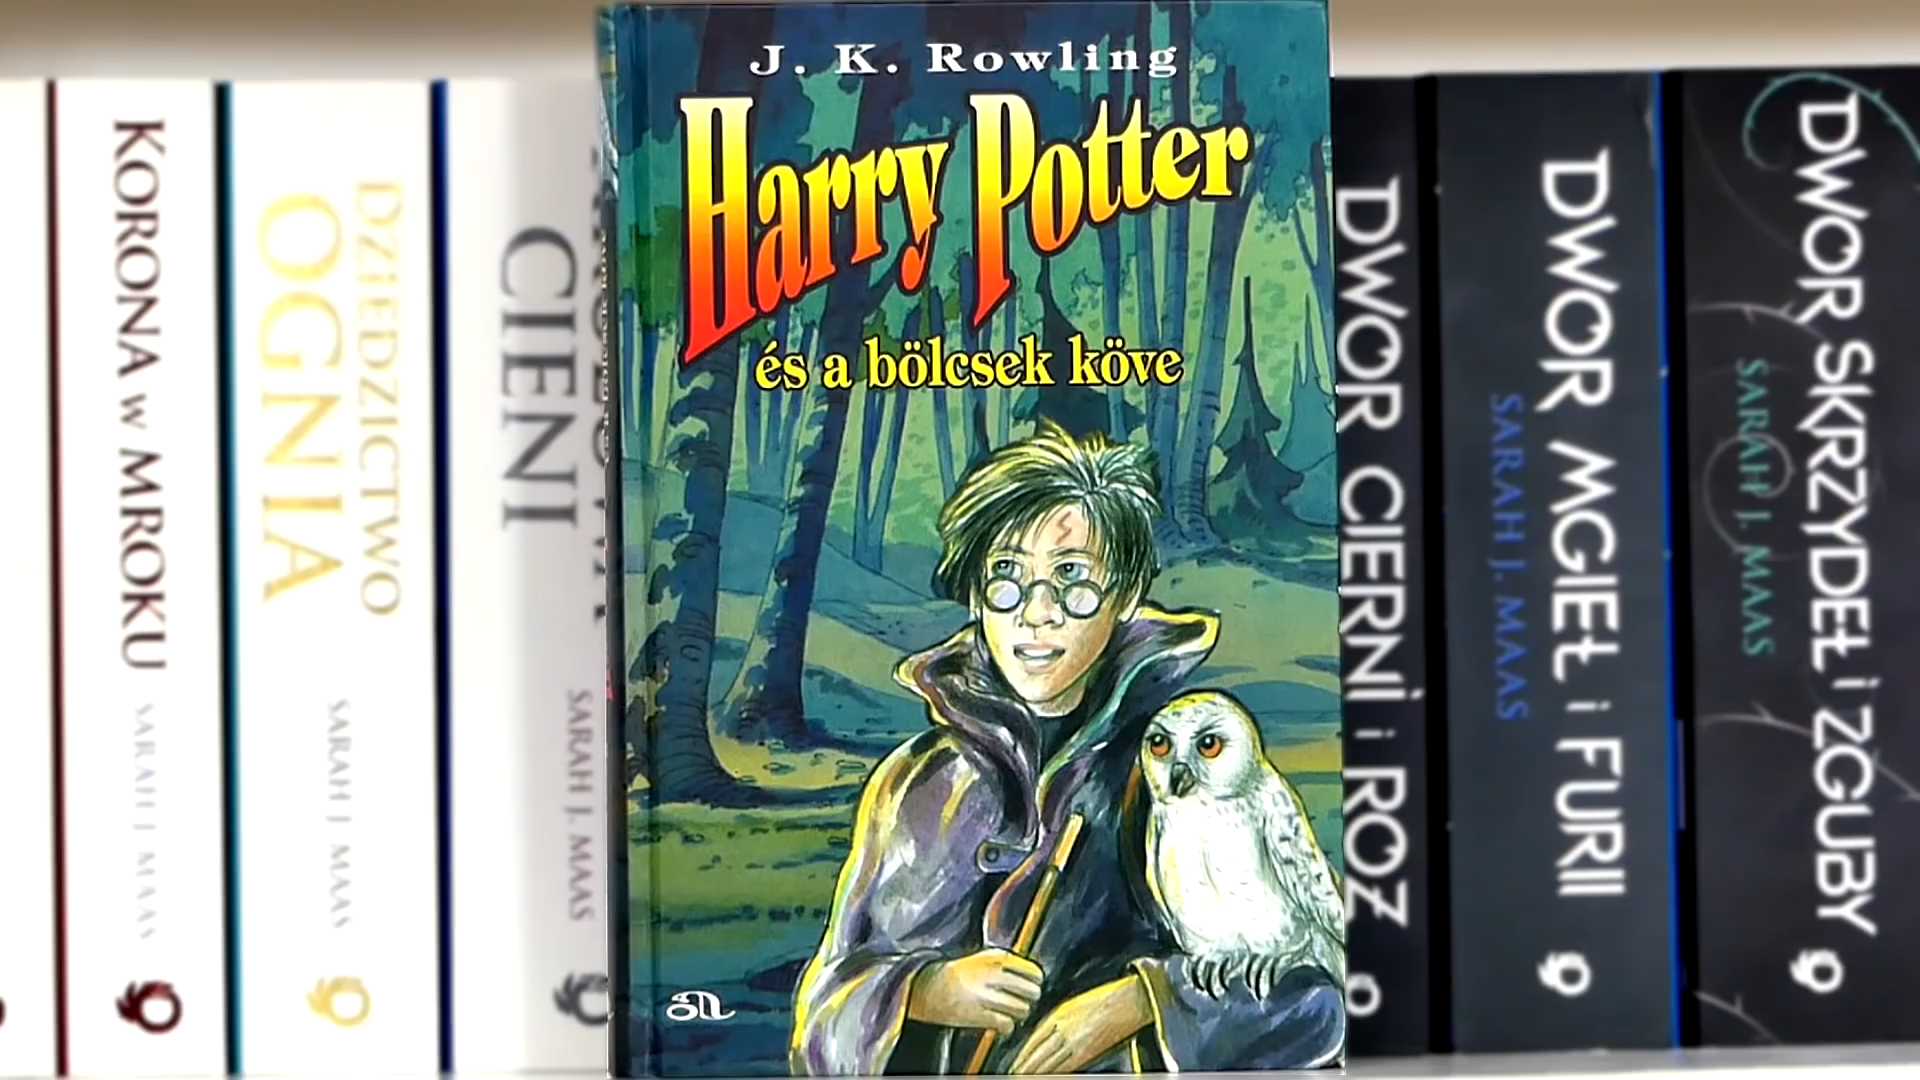 KORONA w MROKU
SARAH J. MAAS
DZIEDZICTWO
OGNIA
SARAH J. MAAS
CIENI
SARAH J. MAAS
J. K. Rowling
Harry Potter
és a bölcsek köve
DWÓR CIERNI i RÓŻ
DWÓR MGIEŁ i FURII
SARAH J. MAAS
DWÓR SKRZYDEŁ i ZGUBY
SARAH J. MAAS